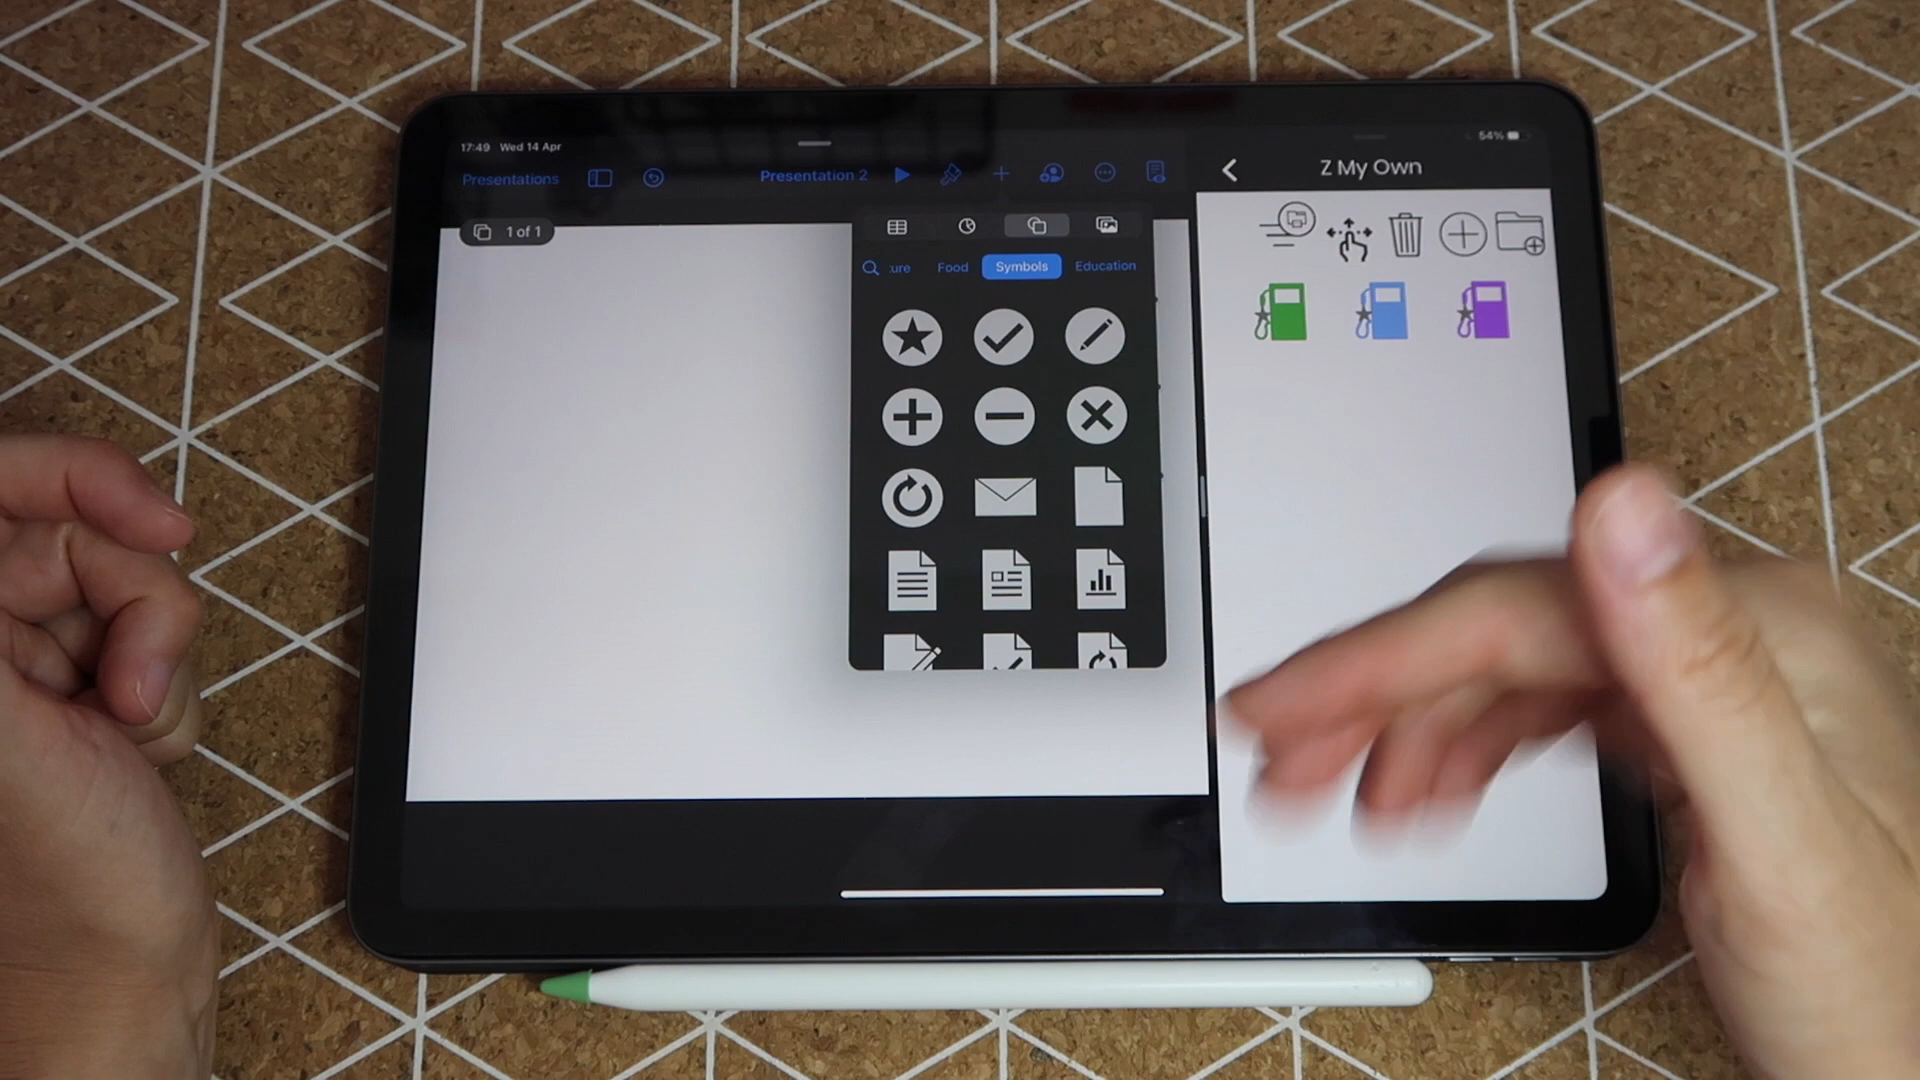 17:49 Wed 14 Apr
54%
Presentations
Presentation 2
Z My Own
1 of 1
ure
Food
Symbols
Education